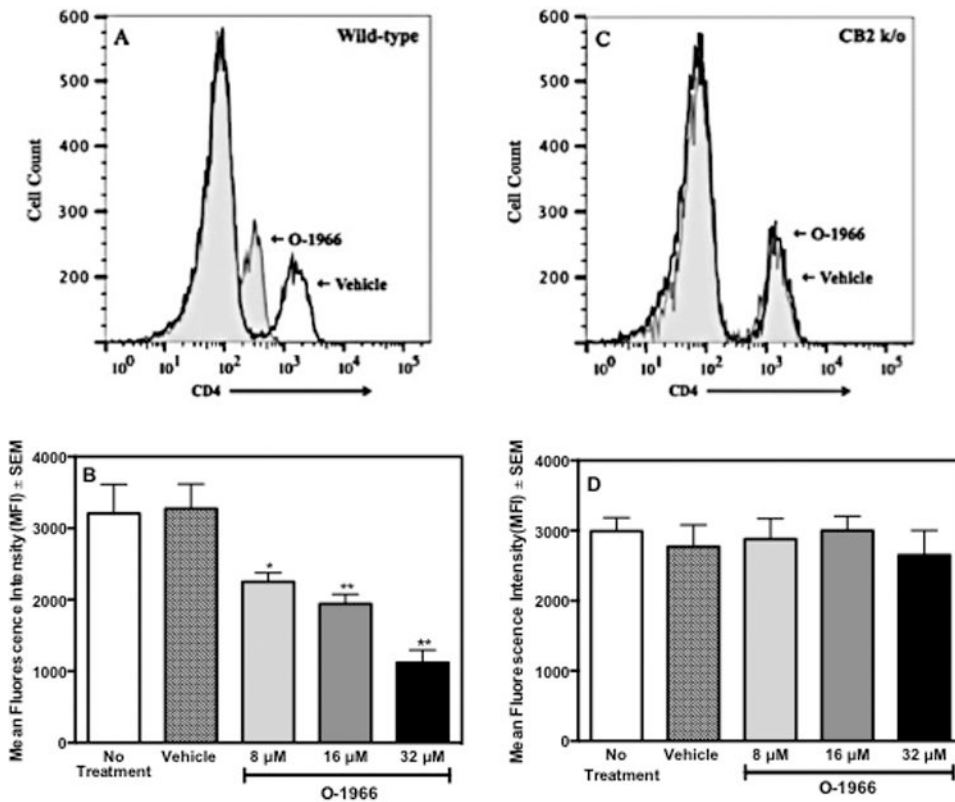 A
Wild-type
600
500
400
300
200
Cell Count
← O-1966
← Vehicle
10⁰ 10¹ 10² 10³ 10⁴ 10⁵
CD4
C
CB2 k/o
600
500
400
300
200
Cell Count
← O-1966
← Vehicle
10⁰ 10¹ 10² 10³ 10⁴ 10⁵
CD4
B
Mean Fluorescence Intensity (MFI) ± SEM
4000
3000
2000
1000
0
*
**
**
No Treatment
Vehicle
8 µM
16 µM
32 µM
O-1966
D
Mean Fluorescence Intensity (MFI) ± SEM
4000
3000
2000
1000
0
No Treatment
Vehicle
8 µM
16 µM
32 µM
O-1966